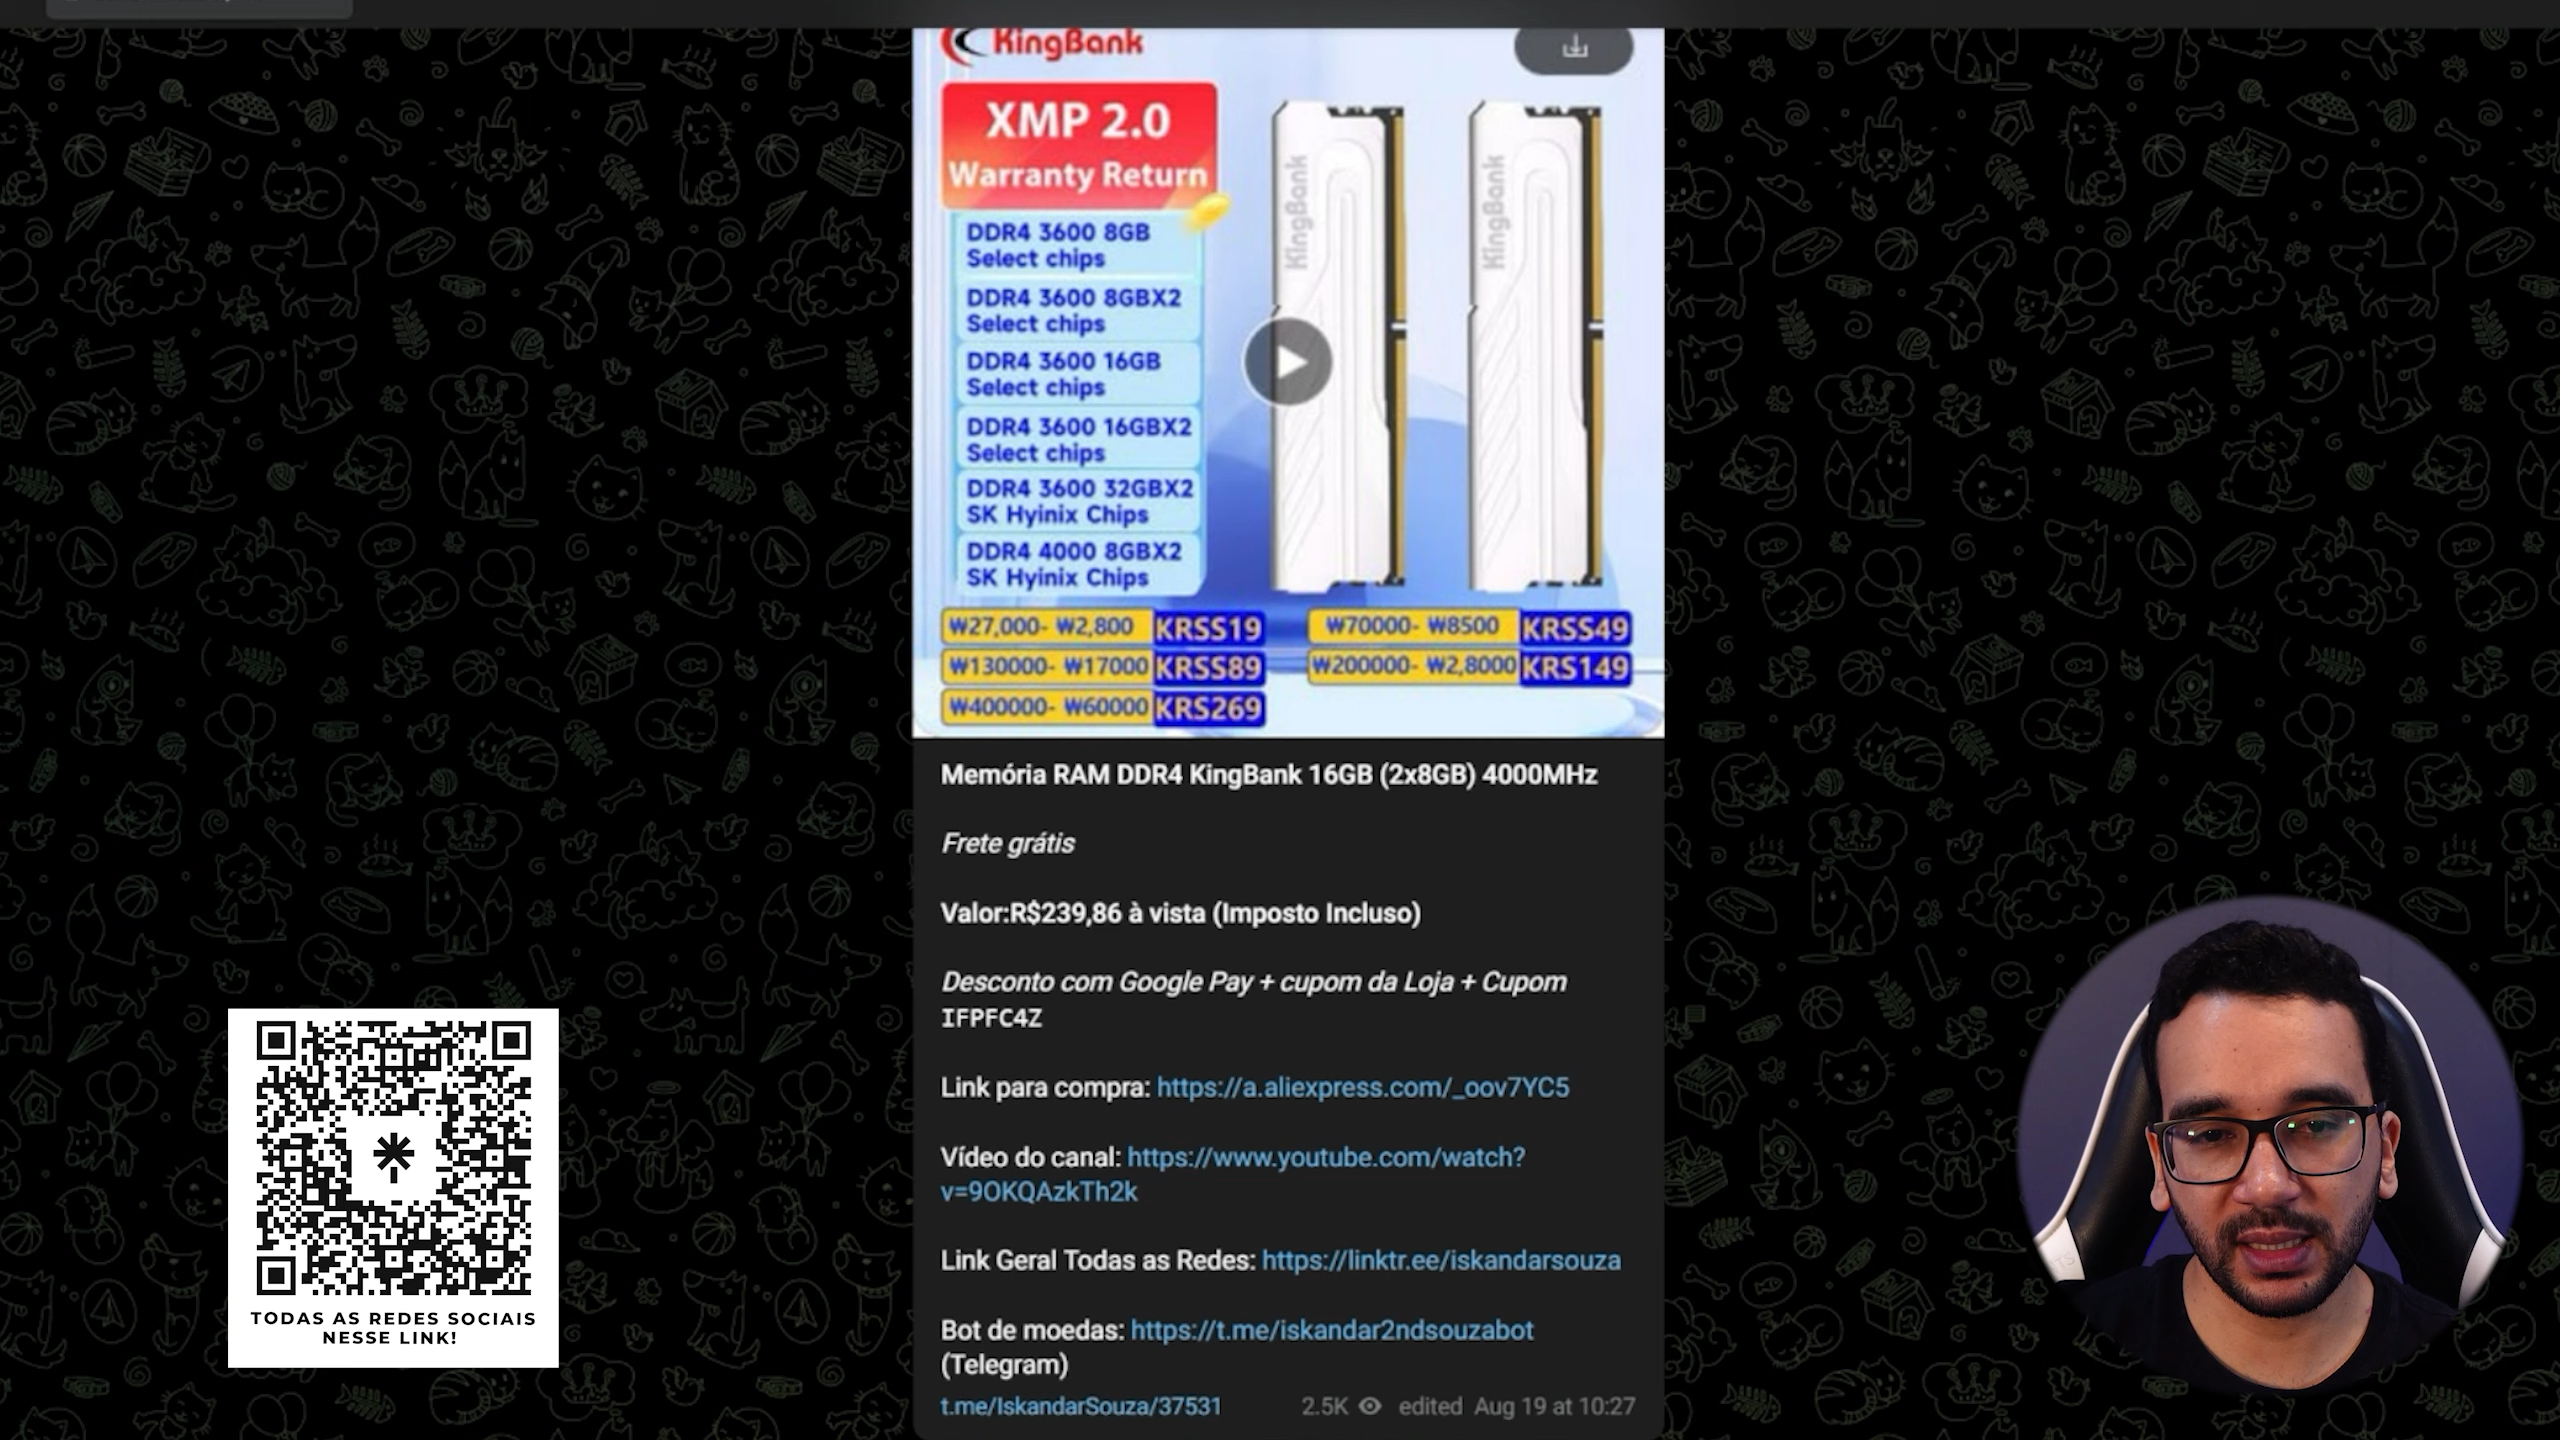 KingBank
XMP 2.0
Warranty Return
DDR4 3600 8GB
Select chips
DDR4 3600 8GBX2
Select chips
DDR4 3600 16GB
Select chips
DDR4 3600 16GBX2
Select chips
DDR4 3600 32GBX2
SK Hyinix Chips
DDR4 4000 8GBX2
SK Hyinix Chips
KingBank
KingBank
₩27,000- ₩2,800 KRSS19
₩70000- ₩8500 KRSS49
₩130000- ₩17000 KRSS89
₩200000- ₩2,8000 KRS149
₩400000- ₩60000 KRS269
Memória RAM DDR4 KingBank 16GB (2x8GB) 4000MHz
Frete grátis
Valor:R$239,86 à vista (Imposto Incluso)
Desconto com Google Pay + cupom da Loja + Cupom
IFPFC4Z
Link para compra: https://a.aliexpress.com/_oov7YC5
Vídeo do canal: https://www.youtube.com/watch?
v=9OKQAzkTh2k
Link Geral Todas as Redes: https://linktr.ee/iskandarsouza
Bot de moedas: https://t.me/iskandar2ndsouzabot
(Telegram)
t.me/IskandarSouza/37531 2.5K edited Aug 19 at 10:27
TODAS AS REDES SOCIAIS
NESSE LINK!